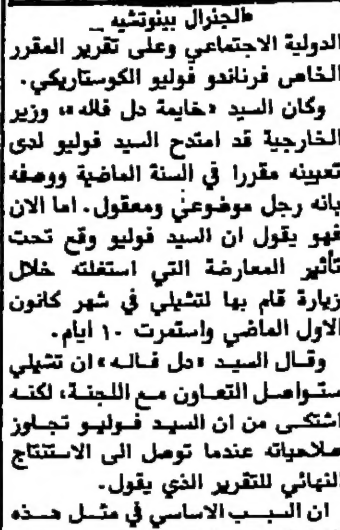 الجنرال بينوتشيه
الدولية الاجتماعي وعلى تقرير المقرر
الخاص فرناندو فوليو الكوستاريكي.
وكان السيد «خايمة دل فاله»، وزير
الخارجية قد امتدح السيد فوليو لدى
تعيينه مقررا في السنة الماضية ووصفه
بانه رجل موضوعي ومعقول. اما الان
فهو يقول ان السيد فوليو وقع تحت
تأثير المعارضة التي استغلته خلال
زيارة قام بها لتشيلي في شهر كانون
الاول الماضي واستمرت ١٠ ايام.
وقال السيد «دل فاله» ان تشيلي
ستواصل التعاون مع اللجنة، لكنه
اشتكى من ان السيد فوليو تجاوز
صلاحياته عندما توصل الى الاستنتاج
النهائي للتقرير الذي يقول.
ان السبب الاساسي في مثل هذه